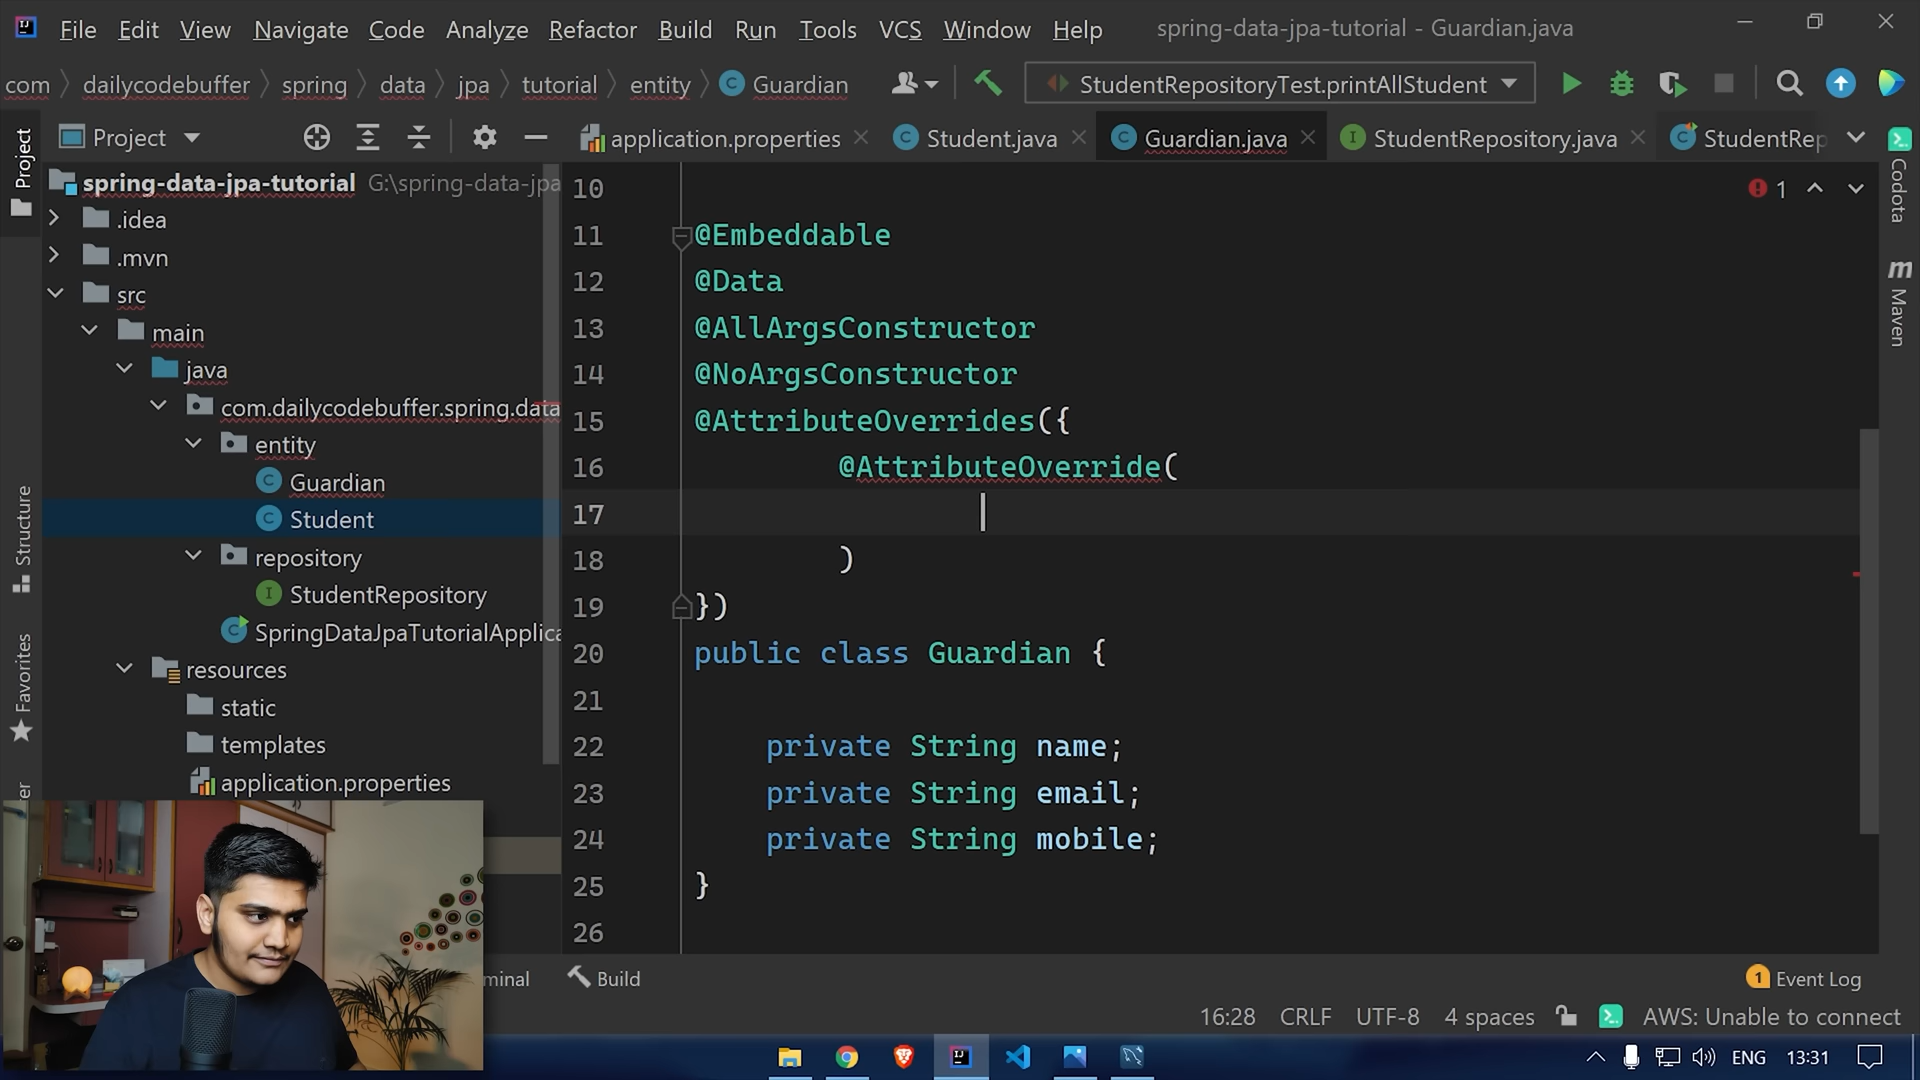 File Edit View Navigate Code Analyze Refactor Build Run Tools VCS Window Help spring-data-jpa-tutorial - Guardian.java
com dailycodebuffer spring data jpa tutorial entity Guardian StudentRepositoryTest.printAllStudent
Project application.properties Student.java Guardian.java StudentRepository.java StudentRep
Project
Structure
Favorites
spring-data-jpa-tutorial G:\spring-data-jpa
.idea
.mvn
src
main
java
com.dailycodebuffer.spring.data
entity
Guardian
Student
repository
StudentRepository
SpringDataJpaTutorialApplica
resources
static
templates
application.properties
10
11 @Embeddable
12 @Data
13 @AllArgsConstructor
14 @NoArgsConstructor
15 @AttributeOverrides({
16 @AttributeOverride(
17
18 )
19 })
20 public class Guardian {
21
22 private String name;
23 private String email;
24 private String mobile;
25 }
26
1
Codota
Maven
minal Build 1 Event Log
16:28 CRLF UTF-8 4 spaces AWS: Unable to connect
ENG 13:31